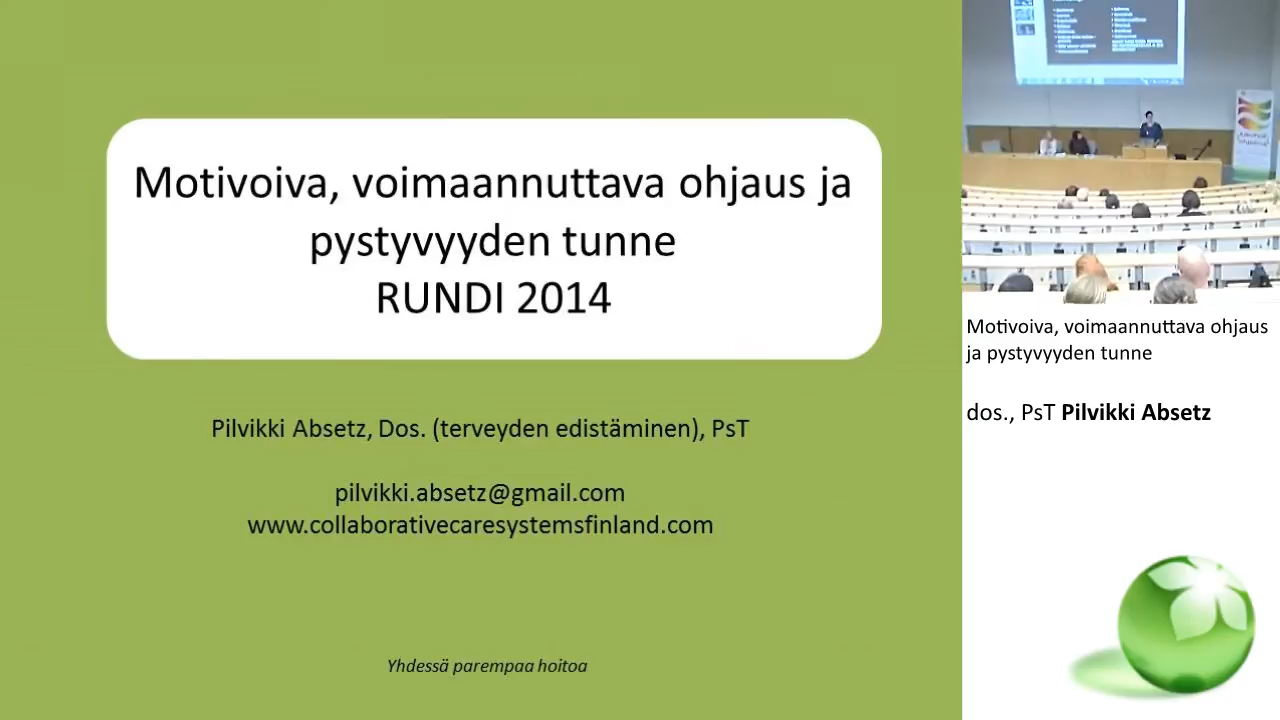 Motivoiva, voimaannuttava ohjaus ja
pystyvyyden tunne
RUNDI 2014
Pilvikki Absetz, Dos. (terveyden edistäminen), PsT
pilvikki.absetz@gmail.com
www.collaborativecaresystemsfinland.com
Yhdessä parempaa hoitoa
Motivoiva, voimaannuttava ohjaus
ja pystyvyyden tunne
dos., PsT Pilvikki Absetz